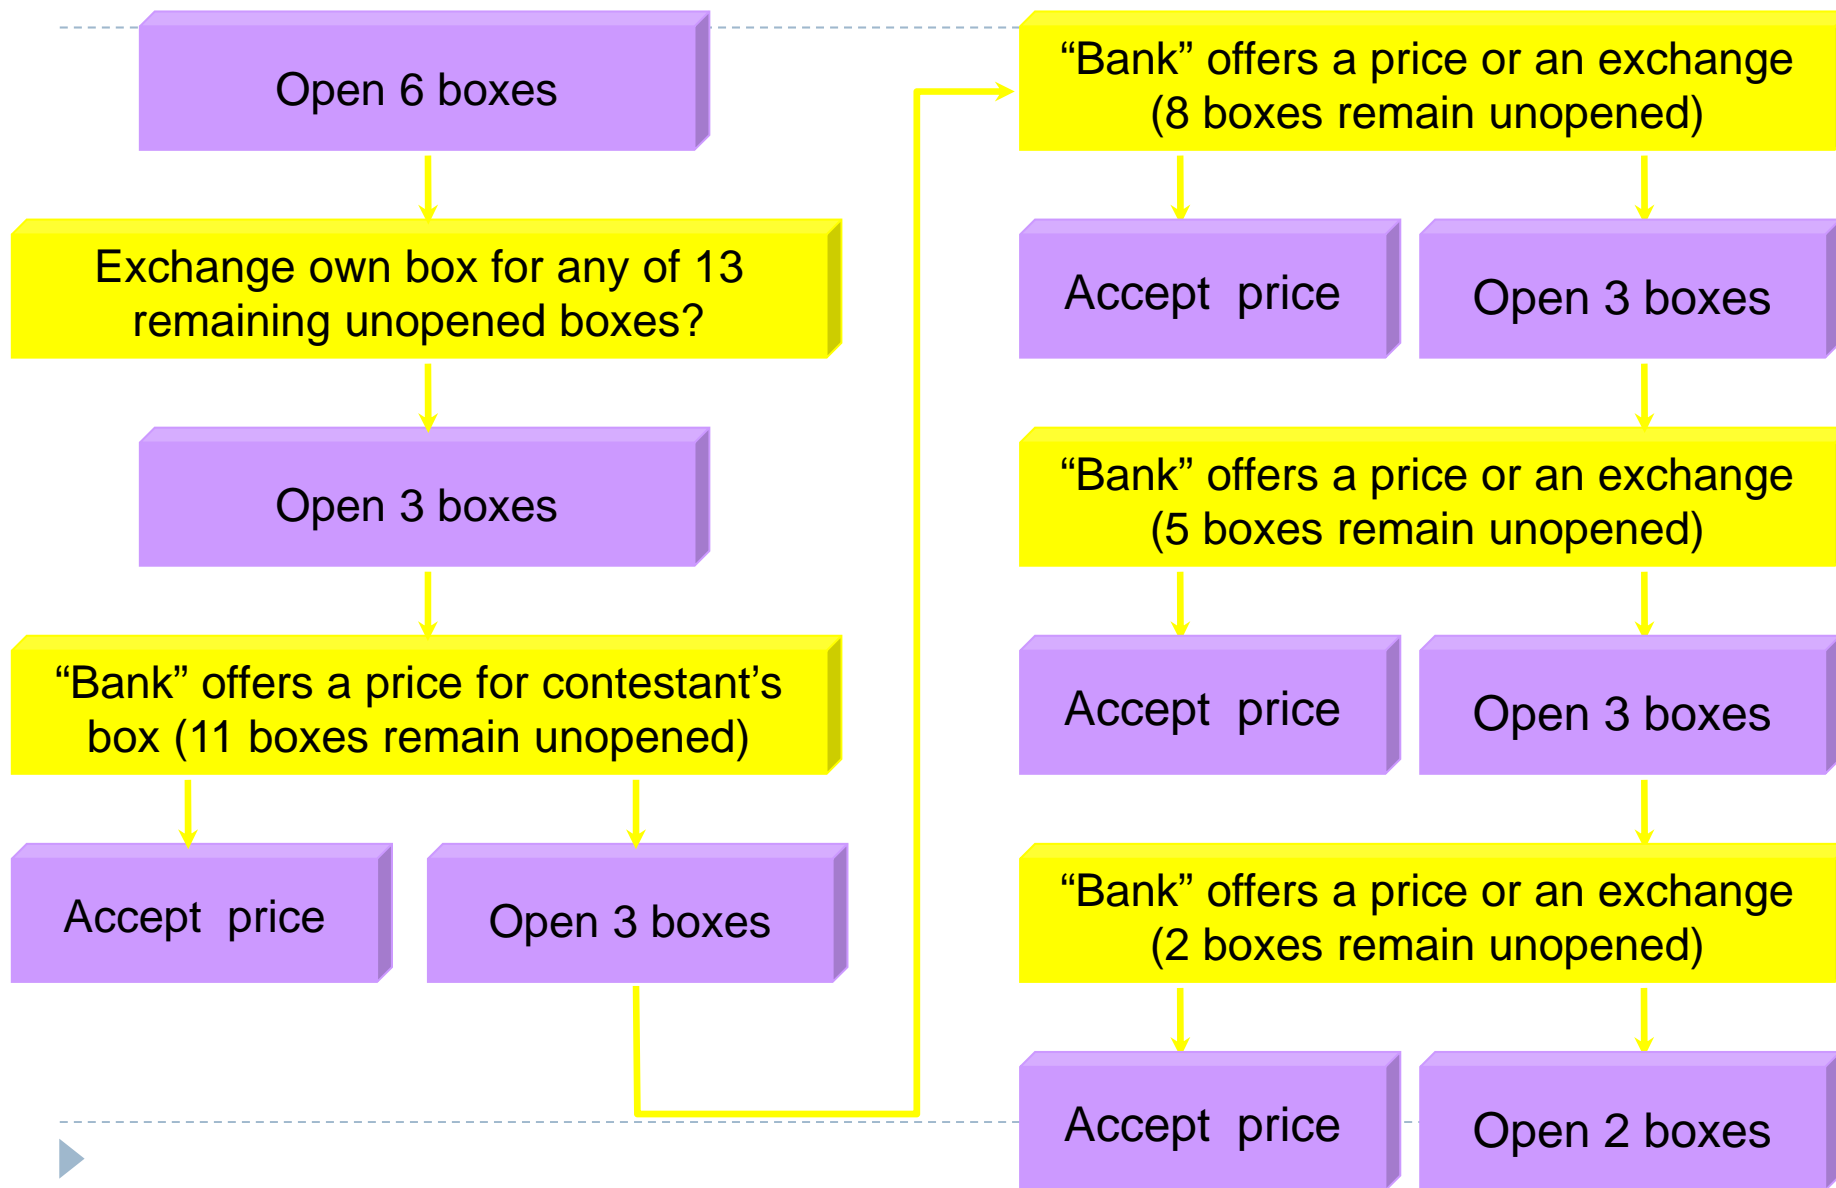 Open 6 boxes
Exchange own box for any of 13
remaining unopened boxes?
Open 3 boxes
“Bank” offers a price for contestant’s
box (11 boxes remain unopened)
Accept  price
Open 3 boxes
“Bank” offers a price or an exchange
(8 boxes remain unopened)
Accept  price
Open 3 boxes
“Bank” offers a price or an exchange
(5 boxes remain unopened)
Accept  price
Open 3 boxes
“Bank” offers a price or an exchange
(2 boxes remain unopened)
Accept  price
Open 2 boxes